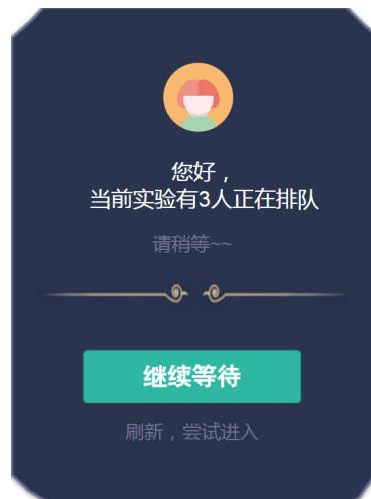 您好，
当前实验有3人正在排队
请稍等~~
继续等待
刷新，尝试进入